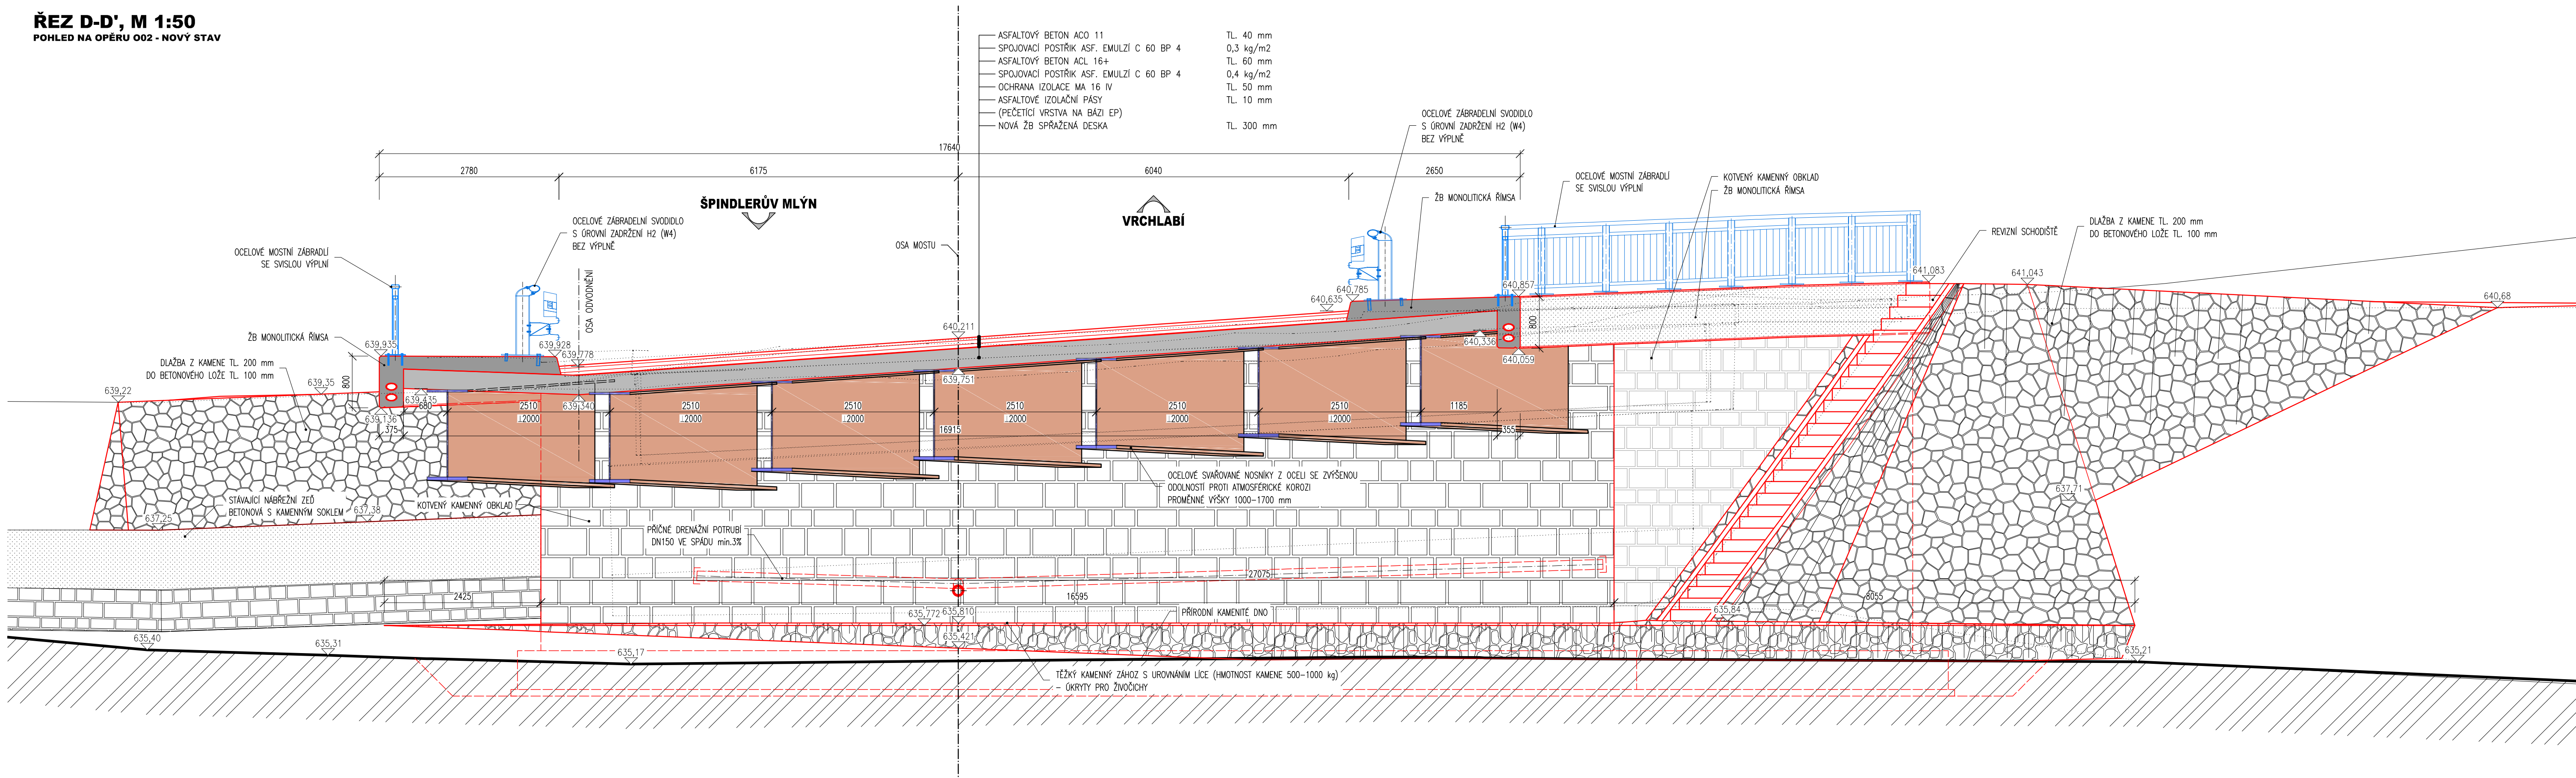 ŘEZ D-D', M 1:50
POHLED NA OPĚRU O02 - NOVÝ STAV
ASFALTOVÝ BETON ACO 11 TL. 40 mm
SPOJOVACÍ POSTŘIK ASF. EMULZÍ C 60 BP 4 0,3 kg/m2
ASFALTOVÝ BETON ACL 16+ TL. 60 mm
SPOJOVACÍ POSTŘIK ASF. EMULZÍ C 60 BP 4 0,4 kg/m2
OCHRANA IZOLACE MA 16 IV TL. 50 mm
ASFALTOVÉ IZOLAČNÍ PÁSY TL. 10 mm
(PEČETÍCÍ VRSTVA NA BÁZI EP)
NOVÁ ŽB SPŘAŽENÁ DESKA TL. 300 mm
OCELOVÉ ZÁBRADELNÍ SVODIDLO
S ÚROVNÍ ZADRŽENÍ H2 (W4)
BEZ VÝPLNĚ
17640
2780 6175 6040 2650
ŠPINDLERŮV MLÝN
VRCHLABÍ
ŽB MONOLITICKÁ ŘÍMSA
OCELOVÉ MOSTNÍ ZÁBRADLÍ
SE SVISLOU VÝPLNÍ
KOTVENÝ KAMENNÝ OBKLAD
ŽB MONOLITICKÁ ŘÍMSA
DLAŽBA Z KAMENE TL. 200 mm
DO BETONOVÉHO LOŽE TL. 100 mm
REVIZNÍ SCHODIŠTĚ
OCELOVÉ ZÁBRADELNÍ SVODIDLO
S ÚROVNÍ ZADRŽENÍ H2 (W4)
BEZ VÝPLNĚ
OCELOVÉ MOSTNÍ ZÁBRADLÍ
SE SVISLOU VÝPLNÍ
OSA MOSTU
OSA ODVODNĚNÍ
641,083
641,043
640,68
640,857
640,785
640,635
800
640,336
640,059
640,211
639,751
ŽB MONOLITICKÁ ŘÍMSA
639,935
639,928
639,778
DLAŽBA Z KAMENE TL. 200 mm
DO BETONOVÉHO LOŽE TL. 100 mm
800
639,35
639,22
639,435
639,340
639,136
680 2510 2510 2510 2510 2510 2510 1185
⊥2000 ⊥2000 ⊥2000 ⊥2000 ⊥2000 ⊥2000
375 16915 355
OCELOVÉ SVAŘOVANÉ NOSNÍKY Z OCELI SE ZVÝŠENOU
ODOLNOSTÍ PROTI ATMOSFÉRICKÉ KOROZI
PROMĚNNÉ VÝŠKY 1000-1700 mm
637,71
STÁVAJÍCÍ NÁBŘEŽNÍ ZEĎ
BETONOVÁ S KAMENNÝM SOKLEM
637,38
637,25
KOTVENÝ KAMENNÝ OBKLAD
PŘÍČNÉ DRENÁŽNÍ POTRUBÍ
DN150 VE SPÁDU min.3%
27075
2425 16595 8055
635,772
635,810
PŘÍRODNÍ KAMENITÉ DNO
635,84
635,421
635,40
635,31
635,17
635,21
TĚŽKÝ KAMENNÝ ZÁHOZ S UROVNÁNÍM LÍCE (HMOTNOST KAMENE 500-1000 kg)
- ÚKRYTY PRO ŽIVOČICHY